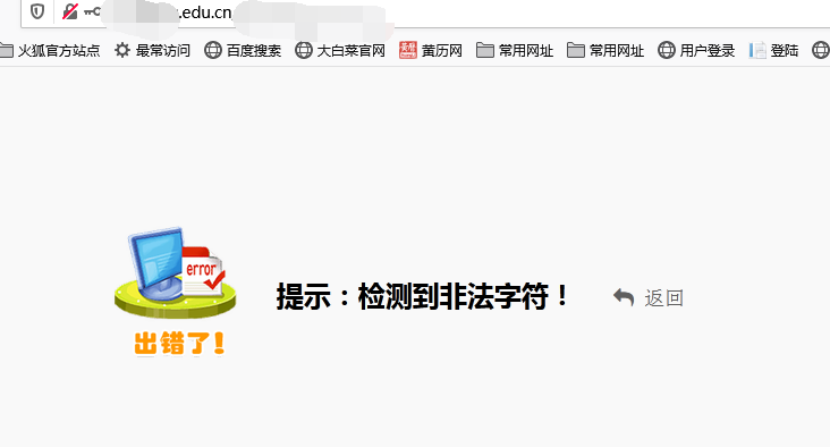 .edu.cn
火狐官方站点 最常访问 百度搜索 大白菜官网 黄历网 常用网址 常用网址 用户登录 登陆
error
提示：检测到非法字符！ 返回
出错了！